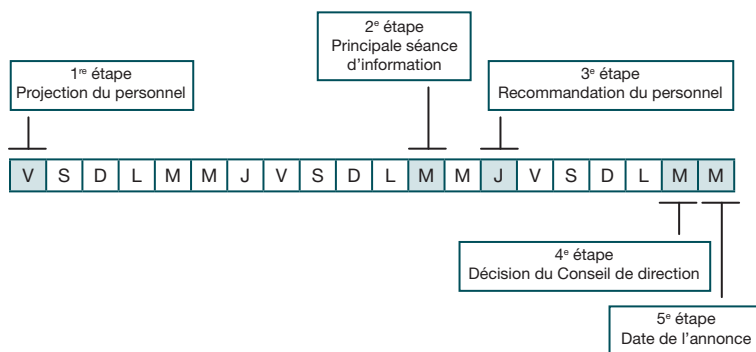 2e étape
Principale séance
d’information
1re étape
Projection du personnel
3e étape
Recommandation du personnel
V S D L M M J V S D L M M J V S D L M M
4e étape
Décision du Conseil de direction
5e étape
Date de l’annonce